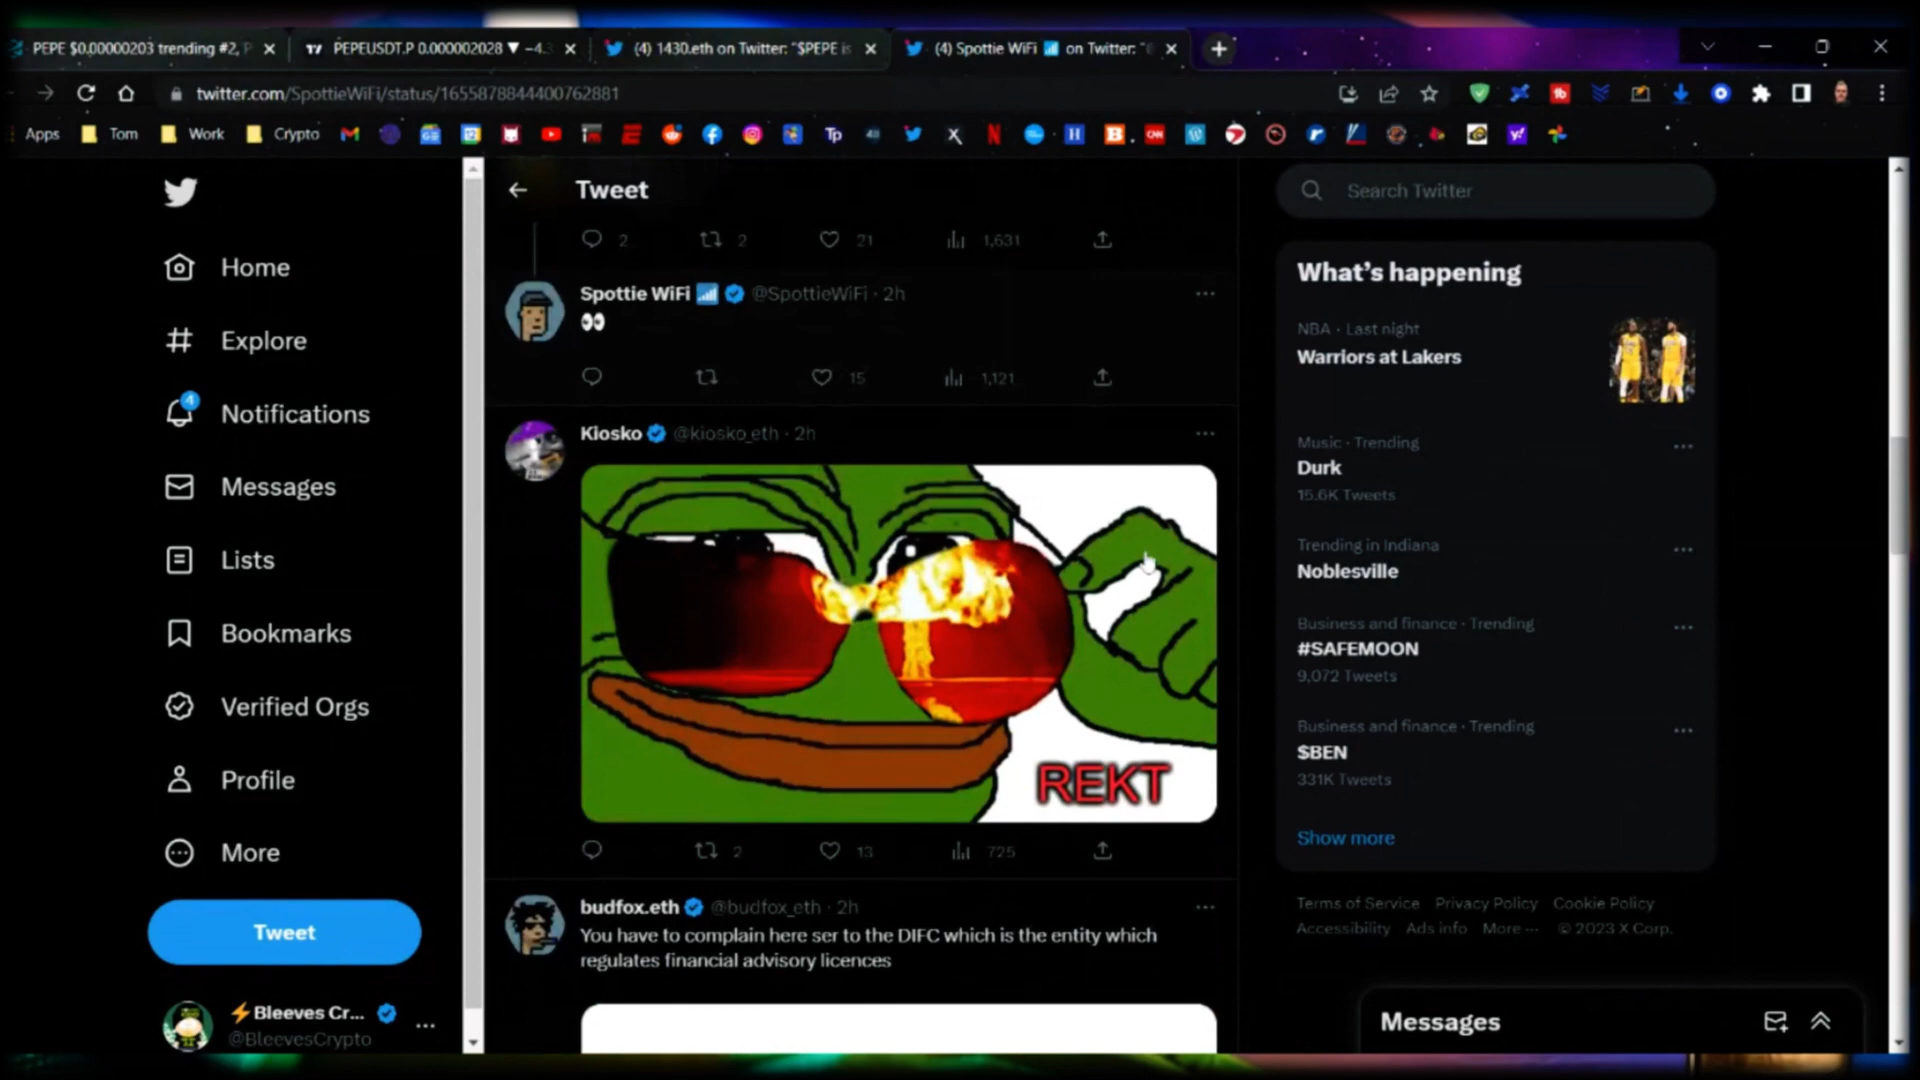 PEPE $0.00000203 trending #2, P
PEPEUSDT.P 0.000002028 ▼ −4.
(4) 1430.eth on Twitter: "$PEPE is
(4) Spottie WiFi 📶 on Twitter: "
twitter.com/SpottieWiFi/status/1655878844400762881
Apps
Tom
Work
Crypto
Tweet
Search Twitter
2
2
21
1,631
Home
Explore
4
Notifications
Messages
Lists
Bookmarks
Verified Orgs
Profile
More
Tweet
⚡Bleeves Cr...
@BleevesCrypto
Spottie WiFi 📶 @SpottieWiFi · 2h
👀
15
1,121
Kiosko @kiosko_eth · 2h
REKT
2
13
725
budfox.eth @budfox_eth · 2h
You have to complain here ser to the DIFC which is the entity which
regulates financial advisory licences
What's happening
NBA · Last night
Warriors at Lakers
Music · Trending
Durk
15.6K Tweets
Trending in Indiana
Noblesville
Business and finance · Trending
#SAFEMOON
9,072 Tweets
Business and finance · Trending
$BEN
331K Tweets
Show more
Terms of Service Privacy Policy Cookie Policy
Accessibility Ads info More ··· © 2023 X Corp.
Messages